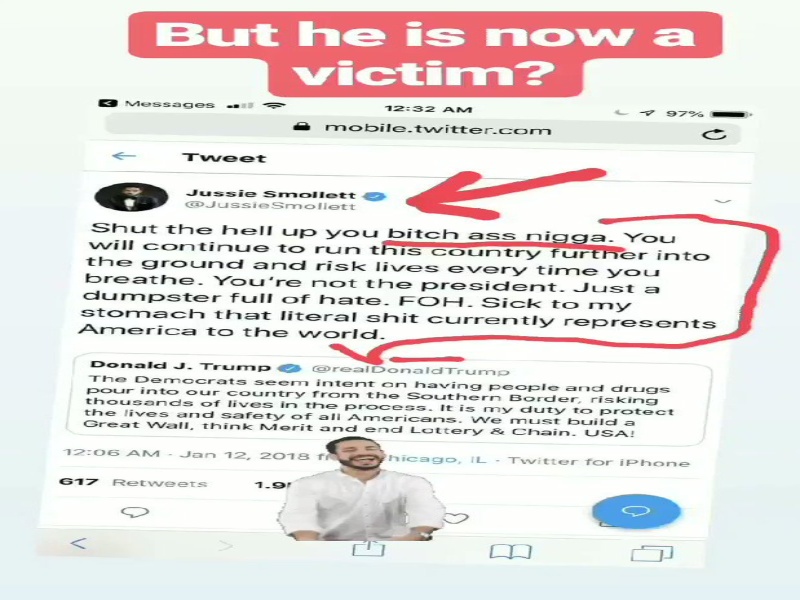 But he is now a
victim?
Messages
12:32 AM
97%
mobile.twitter.com
Tweet
Jussie Smollett
@JussieSmollett
Shut the hell up you bitch ass nigga. You
will continue to run this country further into
the ground and risk lives every time you
breathe. You're not the president. Just a
dumpster full of hate. FOH. Sick to my
stomach that literal shit currently represents
America to the world.
Donald J. Trump @realDonaldTrump
The Democrats seem intent on having people and drugs
pour into our country from the Southern Border, risking
thousands of lives in the process. It is my duty to protect
the lives and safety of all Americans. We must build a
Great Wall, think Merit and end Lottery & Chain. USA!
12:06 AM · Jan 12, 2018 hicago, IL · Twitter for iPhone
617 Retweets